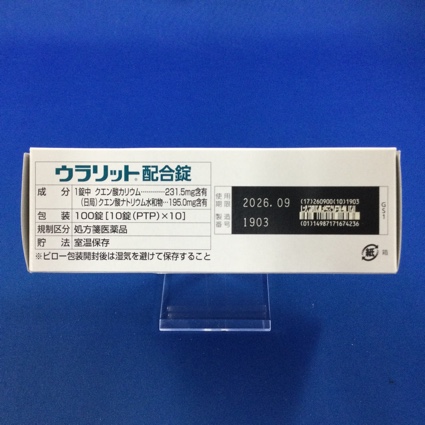 ウラリット®配合錠
成分 1錠中 クエン酸カリウム……231.5mg含有
(日局)クエン酸ナトリウム水和物…195.0mg含有
包装 100錠[10錠(PTP)×10]
規制区分 処方箋医薬品
貯法 室温保存
※ピロー包装開封後は湿気を避けて保存すること
使用期限 2026.09
製造番号 1903
(17)260900(10)1903
(01)14987171674236
GS1
紙 箱